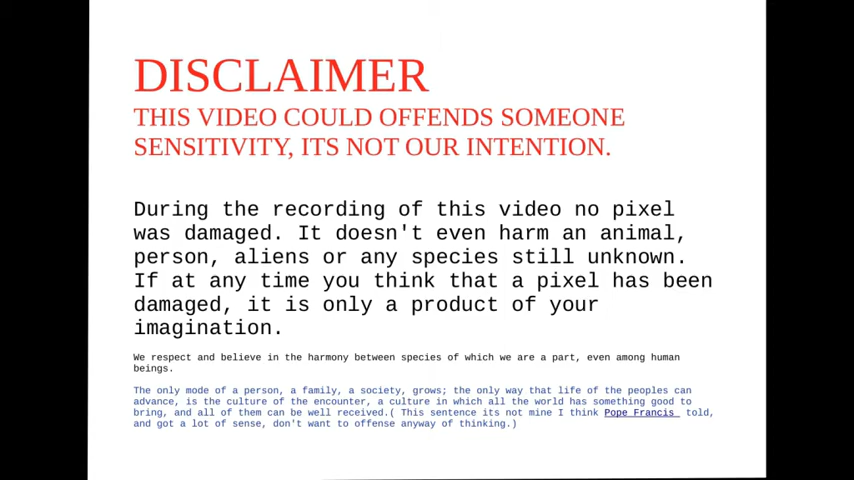 DISCLAIMER
THIS VIDEO COULD OFFENDS SOMEONE
SENSITIVITY, ITS NOT OUR INTENTION.
During the recording of this video no pixel
was damaged. It doesn't even harm an animal,
person, aliens or any species still unknown.
If at any time you think that a pixel has been
damaged, it is only a product of your
imagination.
We respect and believe in the harmony between species of which we are a part, even among human
beings.
The only mode of a person, a family, a society, grows; the only way that life of the peoples can
advance, is the culture of the encounter, a culture in which all the world has something good to
bring, and all of them can be well received.( This sentence its not mine I think Pope Francis  told,
and got a lot of sense, don't want to offense anyway of thinking.)